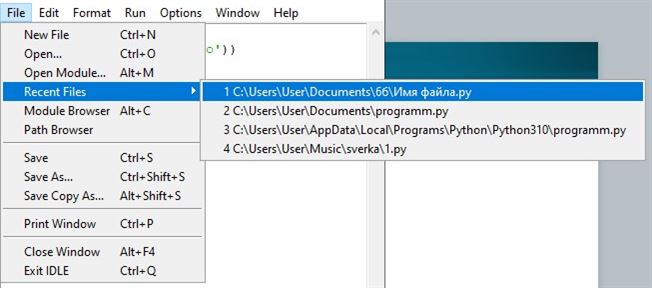 File Edit Format Run Options Window Help
о'))
New File Ctrl+N
Open... Ctrl+O
Open Module... Alt+M
Recent Files
1 C:\Users\User\Documents\66\Имя файла.py
Module Browser Alt+C
2 C:\Users\User\Documents\programm.py
Path Browser
3 C:\Users\User\AppData\Local\Programs\Python\Python310\programm.py
4 C:\Users\User\Music\sverka\1.py
Save Ctrl+S
Save As... Ctrl+Shift+S
Save Copy As... Alt+Shift+S
Print Window Ctrl+P
Close Window Alt+F4
Exit IDLE Ctrl+Q